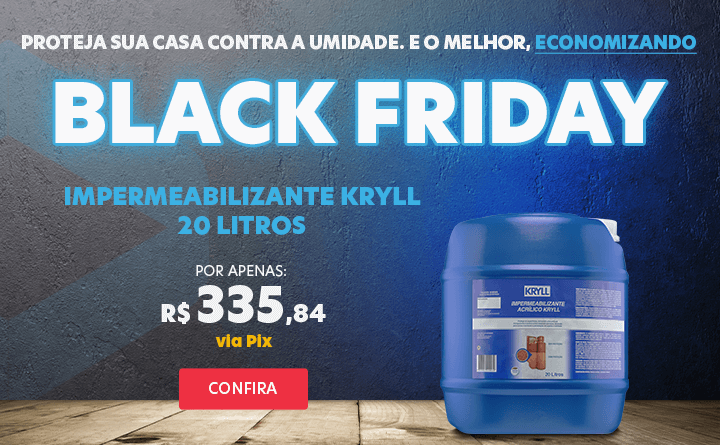 PROTEJA SUA CASA CONTRA A UMIDADE. E O MELHOR, ECONOMIZANDO
BLACK FRIDAY
IMPERMEABILIZANTE KRYLL
20 LITROS
POR APENAS:
R$ 335,84
via Pix
CONFIRA
KRYLL
IMPERMEABILIZANTE
ACRÍLICO KRYLL
20 Litros